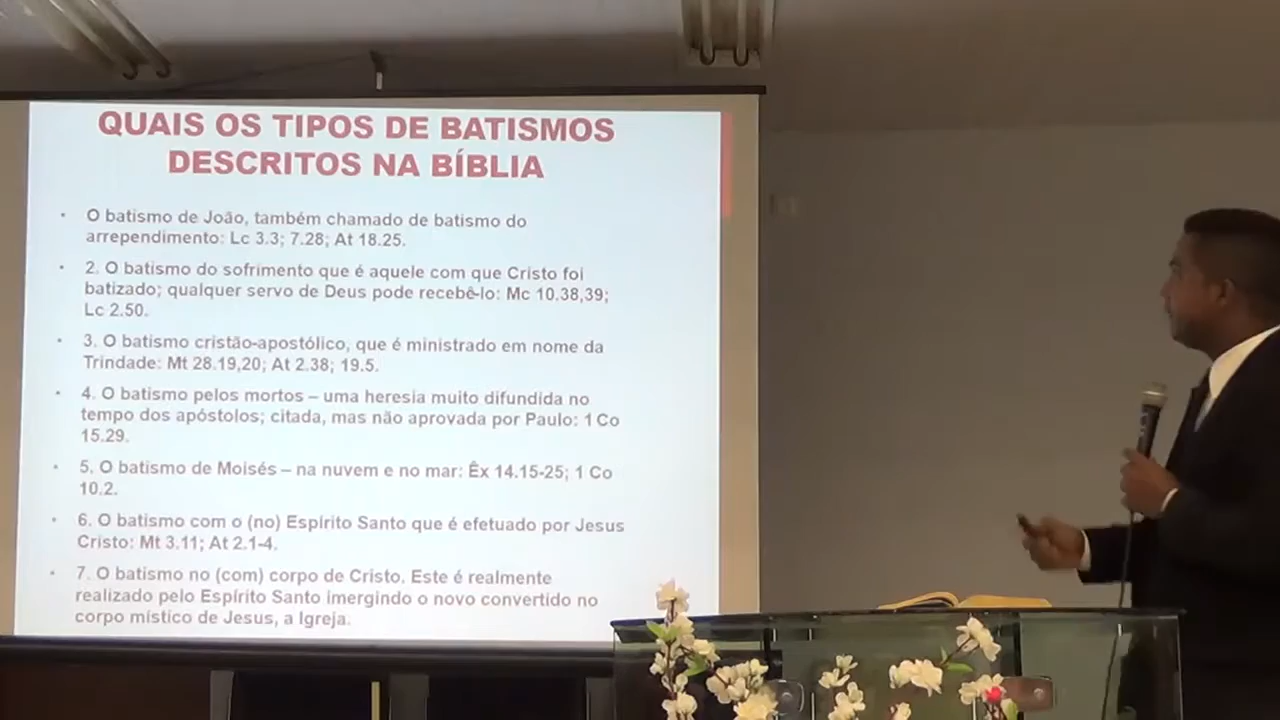 QUAIS OS TIPOS DE BATISMOS
DESCRITOS NA BÍBLIA
• O batismo de João, também chamado de batismo do
arrependimento: Lc 3.3; 7.28; At 18.25.
• 2. O batismo do sofrimento que é aquele com que Cristo foi
batizado; qualquer servo de Deus pode recebê-lo: Mc 10.38,39;
Lc 2.50.
• 3. O batismo cristão-apostólico, que é ministrado em nome da
Trindade: Mt 28.19,20; At 2.38; 19.5.
• 4. O batismo pelos mortos – uma heresia muito difundida no
tempo dos apóstolos; citada, mas não aprovada por Paulo: 1 Co
15.29.
• 5. O batismo de Moisés – na nuvem e no mar: Êx 14.15-25; 1 Co
10.2.
• 6. O batismo com o (no) Espírito Santo que é efetuado por Jesus
Cristo: Mt 3.11; At 2.1-4.
• 7. O batismo no (com) corpo de Cristo. Este é realmente
realizado pelo Espírito Santo imergindo o novo convertido no
corpo místico de Jesus, a Igreja.